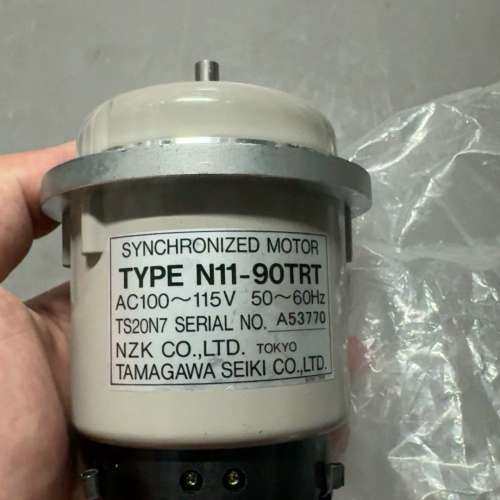 SYNCHRONIZED MOTOR
TYPE N11-90TRT
AC100～115V 50～60Hz
TS20N7 SERIAL NO. A53770
NZK CO.,LTD. TOKYO
TAMAGAWA SEIKI CO.,LTD.